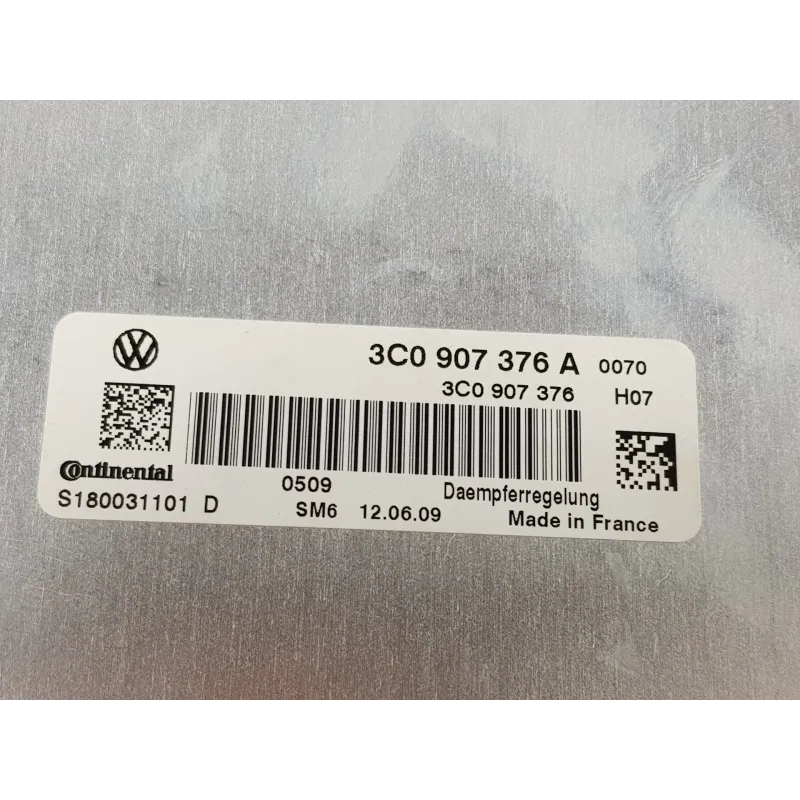 3C0 907 376 A 0070
3C0 907 376 H07
Continental
0509 Daempferregelung
S180031101 D SM6 12.06.09 Made in France